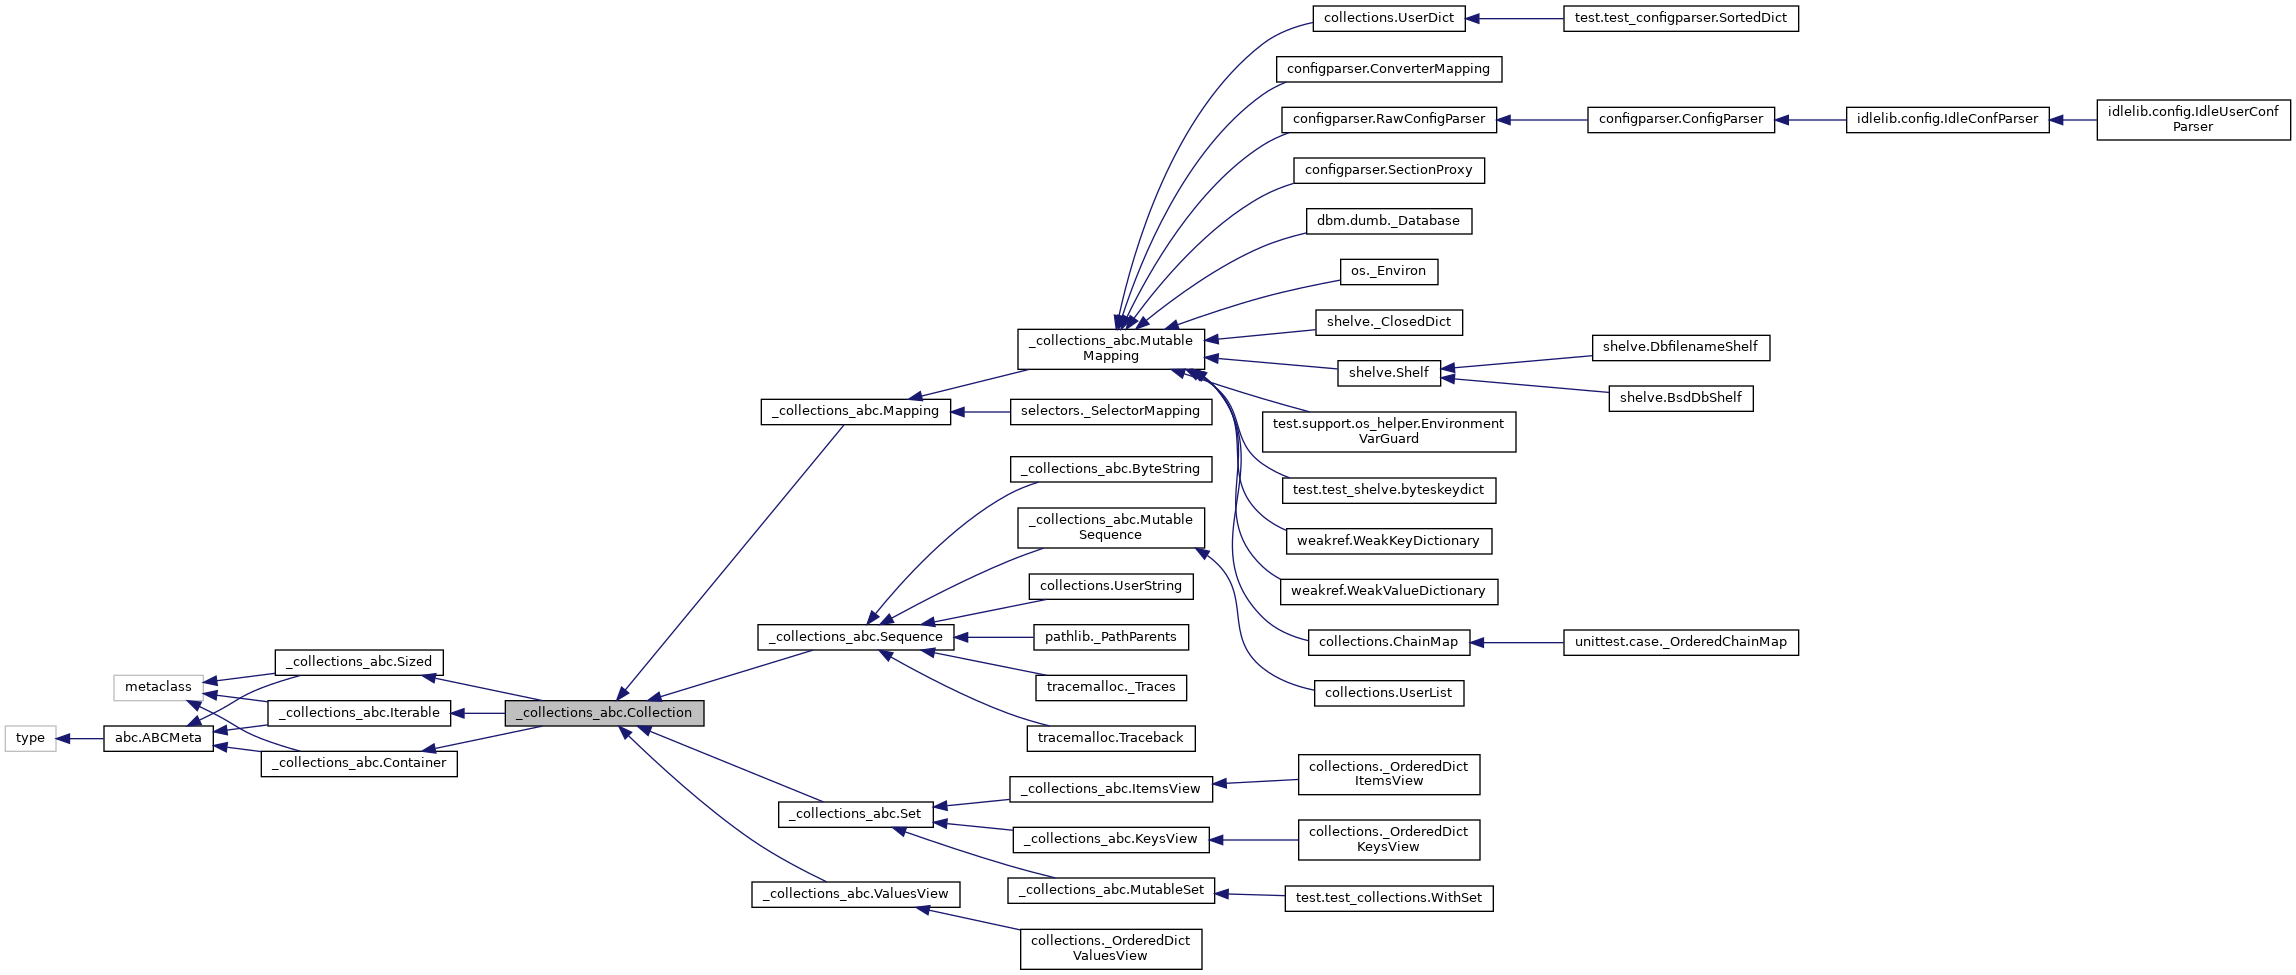 collections.UserDict
test.test_configparser.SortedDict
configparser.ConverterMapping
configparser.RawConfigParser
configparser.ConfigParser
idlelib.config.IdleConfParser
idlelib.config.IdleUserConf
Parser
configparser.SectionProxy
dbm.dumb._Database
os._Environ
shelve._ClosedDict
_collections_abc.Mutable
Mapping
shelve.DbfilenameShelf
shelve.Shelf
shelve.BsdDbShelf
_collections_abc.Mapping
selectors._SelectorMapping
test.support.os_helper.Environment
VarGuard
_collections_abc.ByteString
test.test_shelve.byteskeydict
_collections_abc.Mutable
Sequence
weakref.WeakKeyDictionary
collections.UserString
weakref.WeakValueDictionary
_collections_abc.Sequence
pathlib._PathParents
collections.ChainMap
unittest.case._OrderedChainMap
_collections_abc.Sized
metaclass
tracemalloc._Traces
collections.UserList
_collections_abc.Iterable
_collections_abc.Collection
type
abc.ABCMeta
tracemalloc.Traceback
_collections_abc.Container
collections._OrderedDict
ItemsView
_collections_abc.ItemsView
_collections_abc.Set
collections._OrderedDict
KeysView
_collections_abc.KeysView
_collections_abc.ValuesView
_collections_abc.MutableSet
test.test_collections.WithSet
collections._OrderedDict
ValuesView